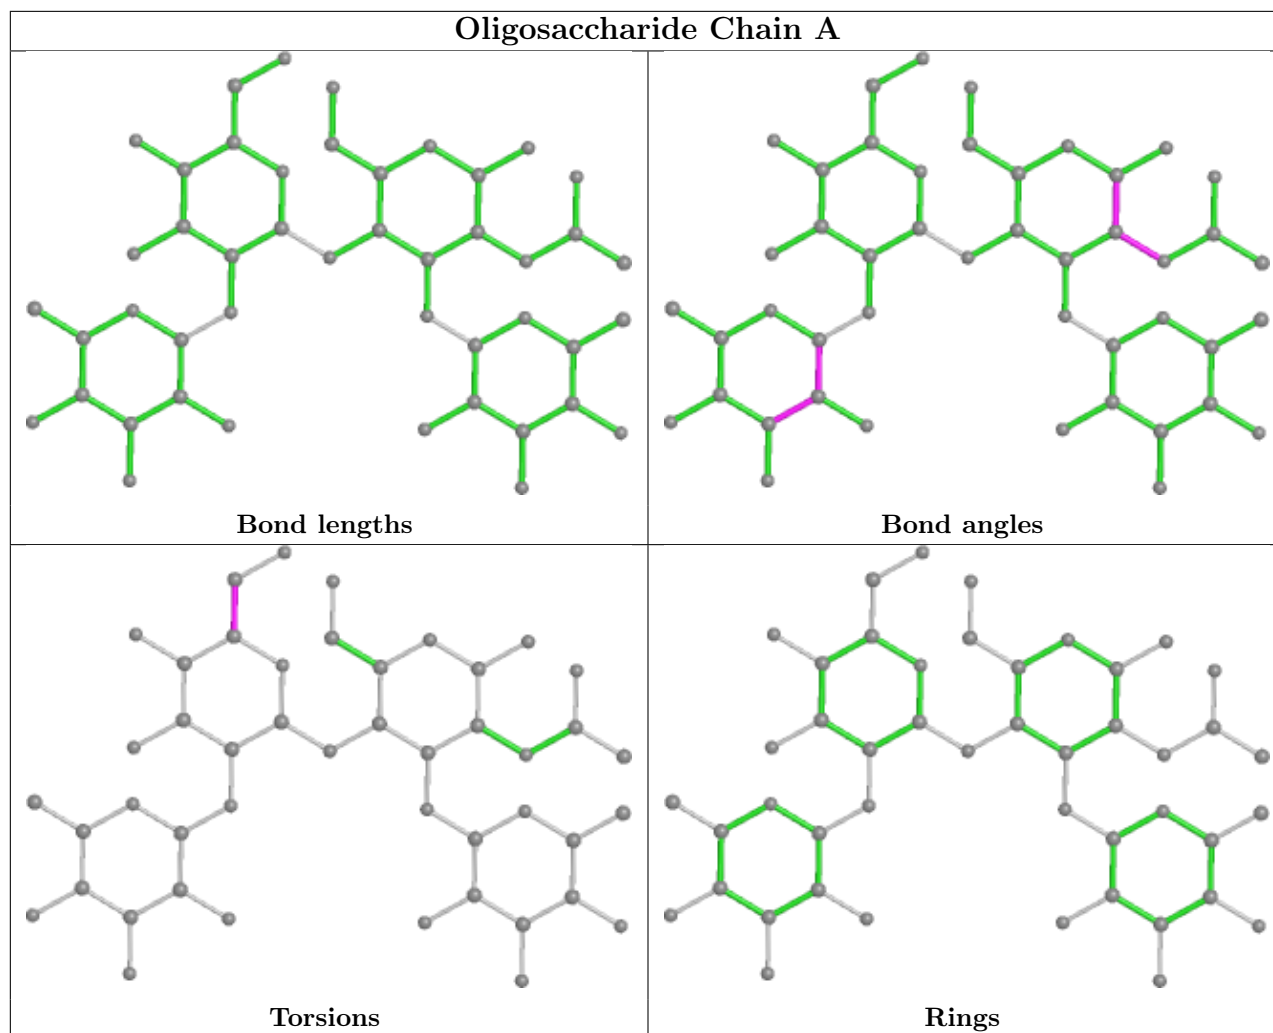 Oligosaccharide Chain A
Bond lengths
Bond angles
Torsions
Rings